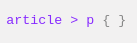 article > p { }